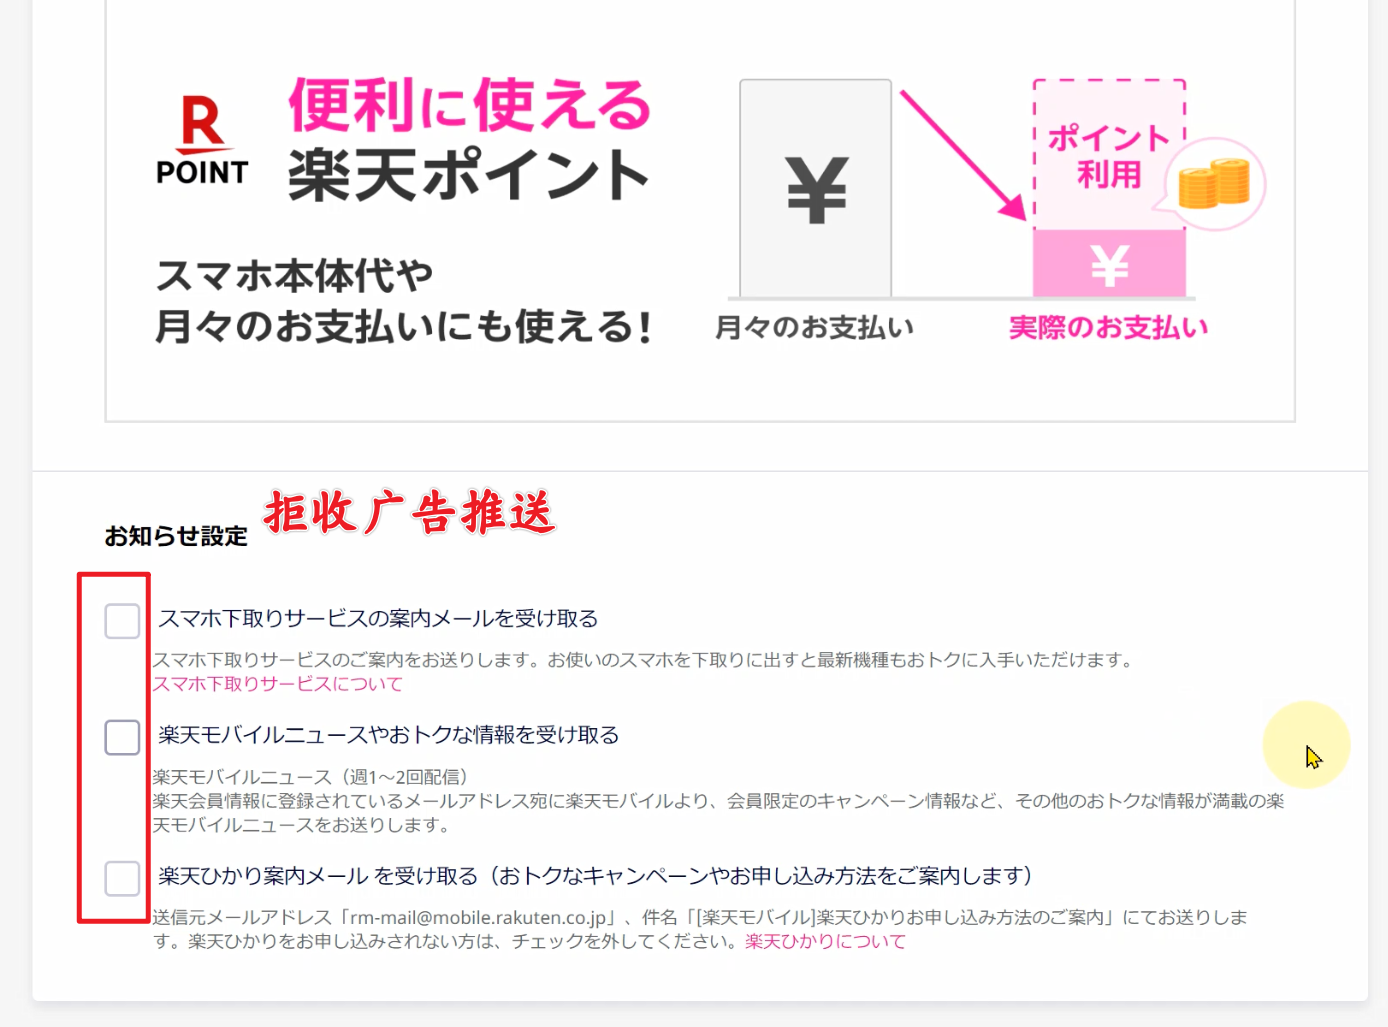 R
POINT
便利に使える
楽天ポイント
スマホ本体代や
月々のお支払いにも使える!
¥
月々のお支払い
ポイント
利用
¥
実際のお支払い
お知らせ設定
拒收广告推送
スマホ下取りサービスの案内メールを受け取る
スマホ下取りサービスのご案内をお送りします。お使いのスマホを下取りに出すと最新機種もおトクに入手いただけます。
スマホ下取りサービスについて
楽天モバイルニュースやおトクな情報を受け取る
楽天モバイルニュース（週1〜2回配信）
楽天会員情報に登録されているメールアドレス宛に楽天モバイルより、会員限定のキャンペーン情報など、その他のおトクな情報が満載の楽
天モバイルニュースをお送りします。
楽天ひかり案内メール を受け取る（おトクなキャンペーンやお申し込み方法をご案内します）
送信元メールアドレス「rm-mail@mobile.rakuten.co.jp」、件名「[楽天モバイル]楽天ひかりお申し込み方法のご案内」にてお送りしま
す。楽天ひかりをお申し込みされない方は、チェックを外してください。楽天ひかりについて